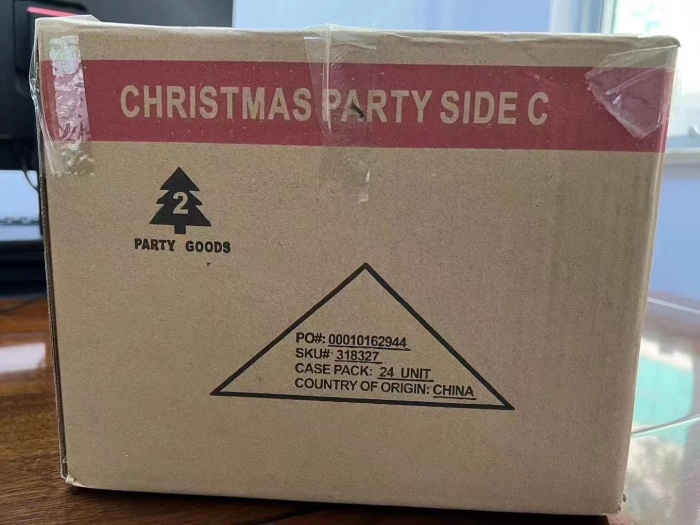 CHRISTMAS PARTY SIDE C
2
PARTY GOODS
PO#: 00010162944
SKU# 318327
CASE PACK: 24 UNIT
COUNTRY OF ORIGIN: CHINA